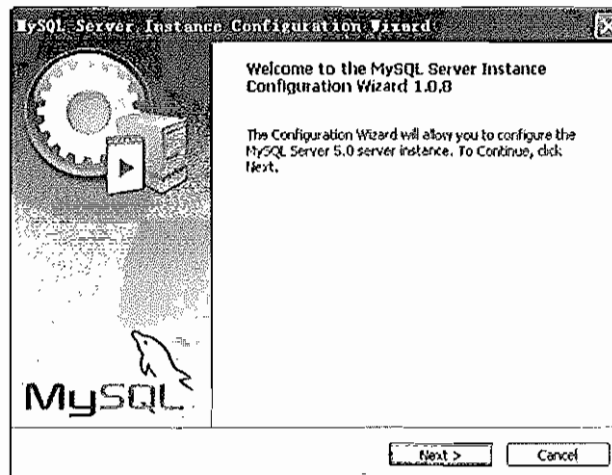 MySQL Server Instance Configuration Wizard
Welcome to the MySQL Server Instance
Configuration Wizard 1.0.8
The Configuration Wizard will allow you to configure the
MySQL Server 5.0 server instance. To Continue, click
Next.
MySQL
Next >
Cancel